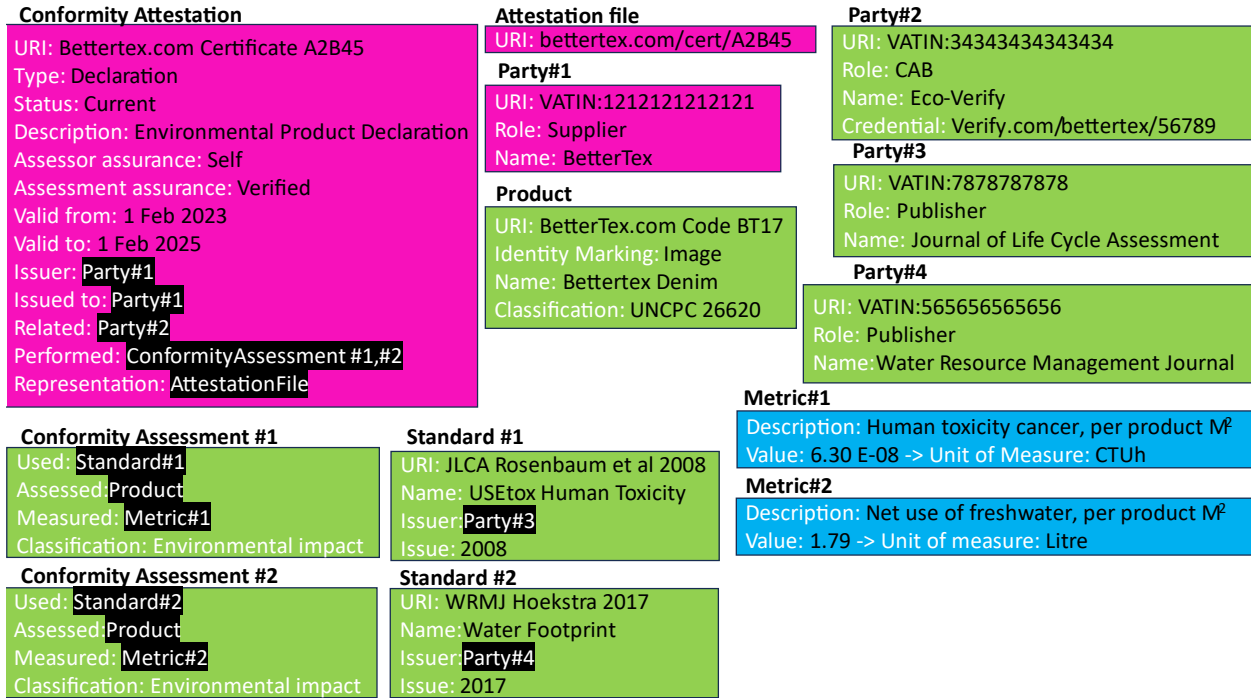 Conformity Attestation
URI: Bettertex.com Certificate A2B45
Type: Declaration
Status: Current
Description: Environmental Product Declaration
Assessor assurance: Self
Assessment assurance: Verified
Valid from: 1 Feb 2023
Valid to: 1 Feb 2025
Issuer: Party#1
Issued to: Party#1
Related: Party#2
Performed: ConformityAssessment #1,#2
Representation: AttestationFile
Attestation file
URI: bettertex.com/cert/A2B45
Party#1
URI: VATIN:1212121212121
Role: Supplier
Name: BetterTex
Product
URI: BetterTex.com Code BT17
Identity Marking: Image
Name: Bettertex Denim
Classification: UNCPC 26620
Party#2
URI: VATIN:34343434343434
Role: CAB
Name: Eco-Verify
Credential: Verify.com/bettertex/56789
Party#3
URI: VATIN:7878787878
Role: Publisher
Name: Journal of Life Cycle Assessment
Party#4
URI: VATIN:565656565656
Role: Publisher
Name:Water Resource Management Journal
Metric#1
Description: Human toxicity cancer, per product M²
Value: 6.30 E-08 -> Unit of Measure: CTUh
Metric#2
Description: Net use of freshwater, per product M²
Value: 1.79 -> Unit of measure: Litre
Conformity Assessment #1
Used: Standard#1
Assessed:Product
Measured: Metric#1
Classification: Environmental impact
Conformity Assessment #2
Used: Standard#2
Assessed:Product
Measured: Metric#2
Classification: Environmental impact
Standard #1
URI: JLCA Rosenbaum et al 2008
Name: USEtox Human Toxicity
Issuer:Party#3
Issue: 2008
Standard #2
URI: WRMJ Hoekstra 2017
Name:Water Footprint
Issuer:Party#4
Issue: 2017